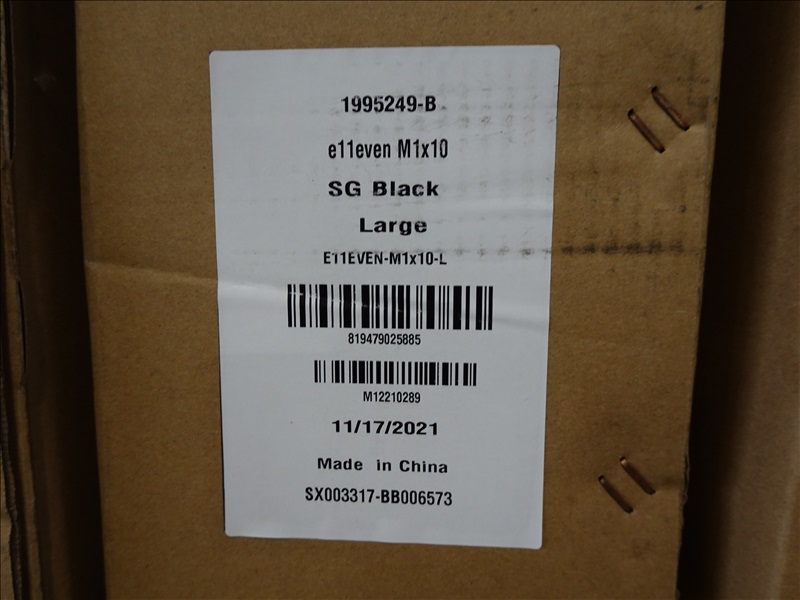 1995249-B
e11even M1x10
SG Black
Large
E11EVEN-M1x10-L
819479025885
M12210289
11/17/2021
Made in China
SX003317-BB006573